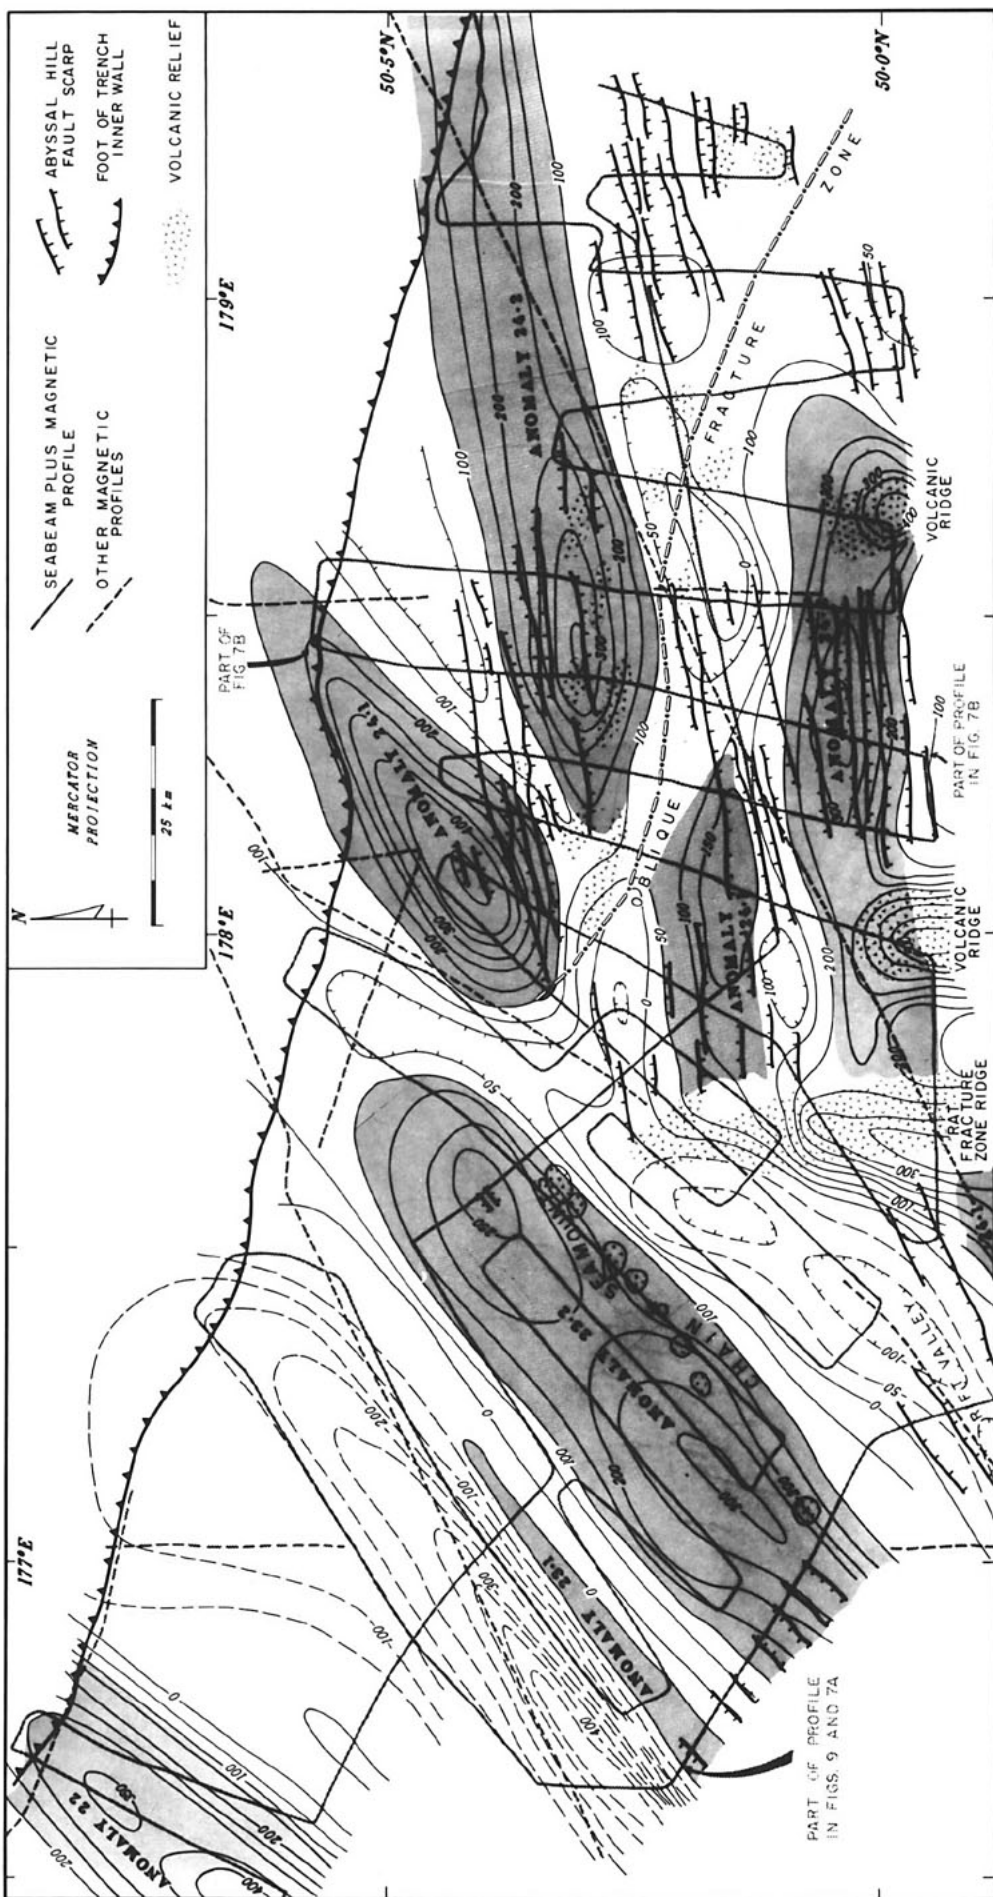 N
MERCATOR
PROJECTION
25 km
SEABEAM PLUS MAGNETIC
PROFILE
OTHER MAGNETIC
PROFILES
ABYSSAL HILL
FAULT SCARP
FOOT OF TRENCH
INNER WALL
VOLCANIC RELIEF
177°E
178°E
179°E
50·5°N
50·0°N
PART OF
FIG 7B
ANOMALY 22
ANOMALY 23·1
ANOMALY 23·2
ANOMALY 24·1
ANOMALY 24·2
ANOMALY
24·1
ANOMALY
SEAMOUNT
CHAIN
OBLIQUE
FRACTURE
ZONE
RIFT VALLEY
RAT
FRACTURE
ZONE RIDGE
VOLCANIC
RIDGE
VOLCANIC
RIDGE
PART OF PROFILE
IN FIG. 7B
PART OF PROFILE
IN FIGS. 9 AND 7A
200
100
0
-100
-300
300
50
-50